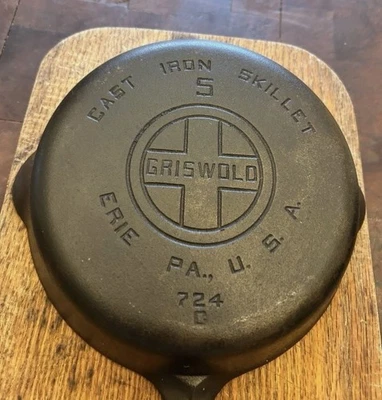 CAST IRON SKILLET
5
GRISWOLD
ERIE PA., U.S.A.
724
C